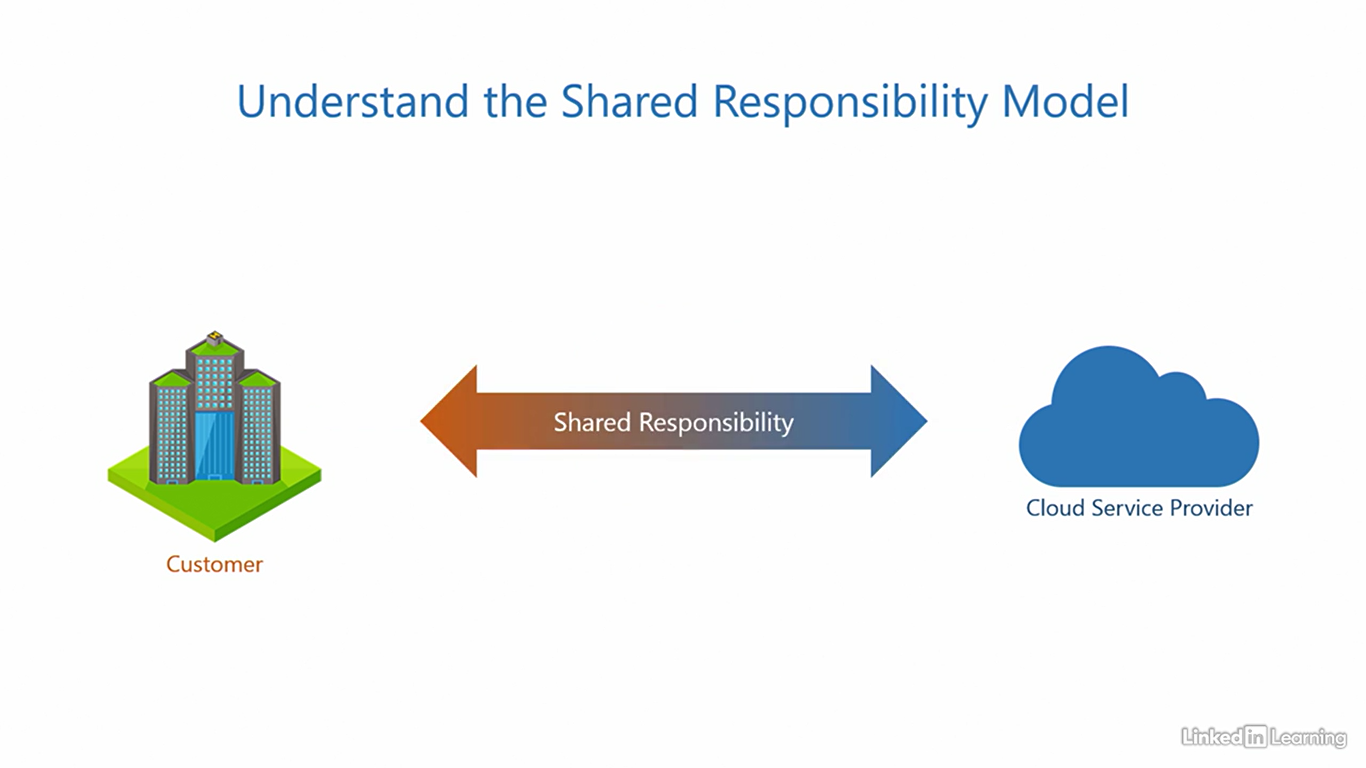 Understand the Shared Responsibility Model
Shared Responsibility
Cloud Service Provider
Customer
LinkedIn Learning